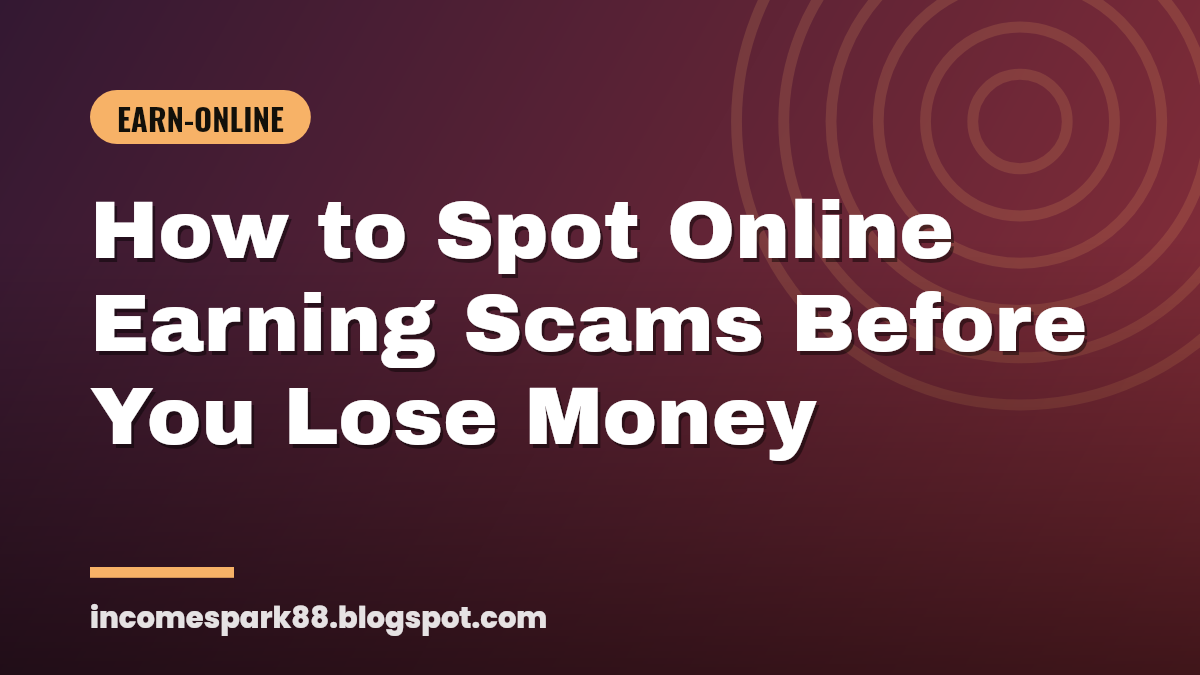 EARN-ONLINE
How to Spot Online
Earning Scams Before
You Lose Money
incomespark88.blogspot.com